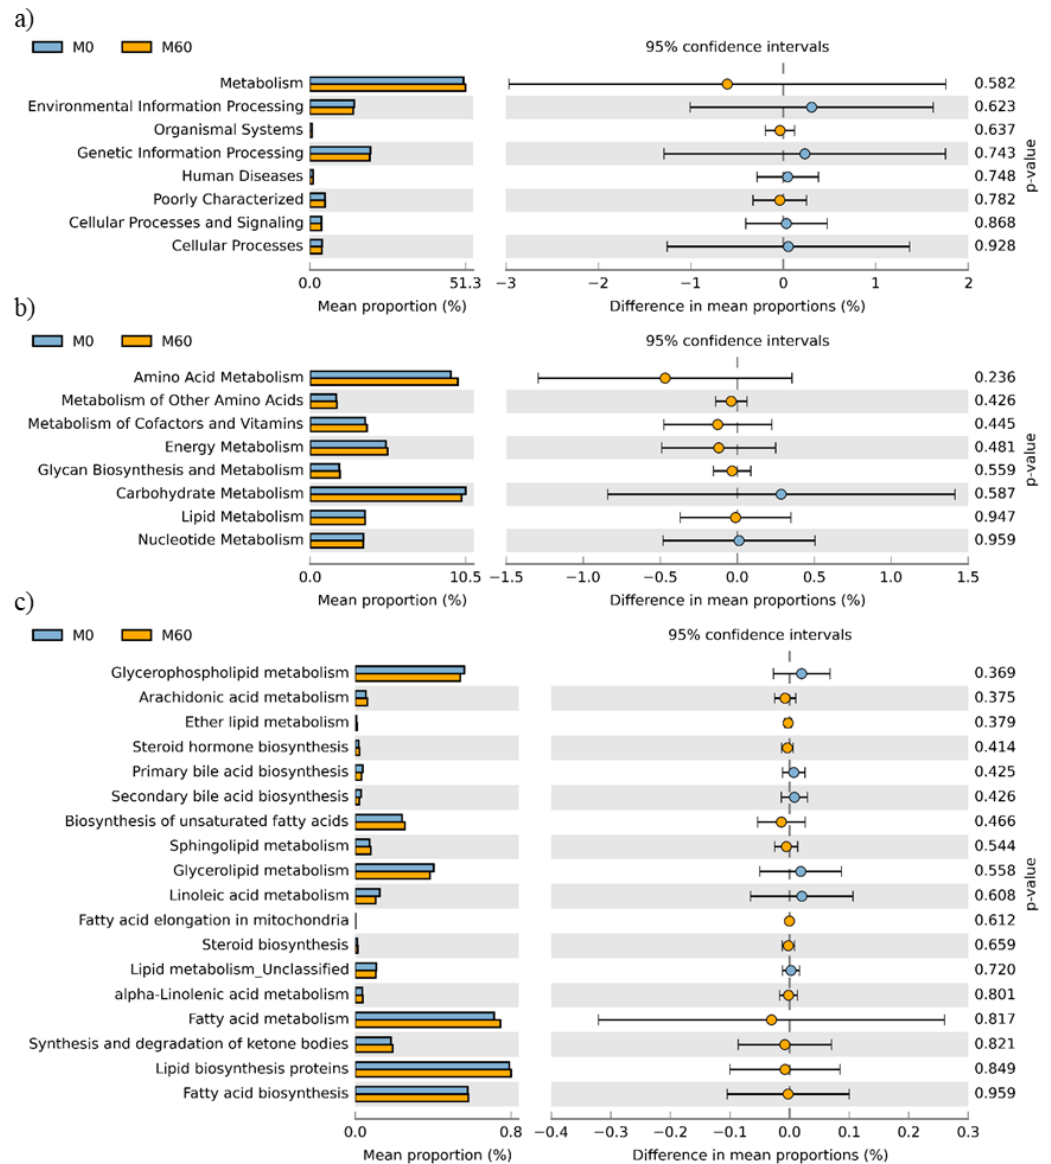 a)
M0 M60 95% confidence intervals
Metabolism 0.582
Environmental Information Processing 0.623
Organismal Systems 0.637
Genetic Information Processing 0.743
Human Diseases 0.748
Poorly Characterized 0.782
Cellular Processes and Signaling 0.868
Cellular Processes 0.928
p-value
0.0 51.3 −3 −2 −1 0 1 2
Mean proportion (%) Difference in mean proportions (%)
b)
M0 M60 95% confidence intervals
Amino Acid Metabolism 0.236
Metabolism of Other Amino Acids 0.426
Metabolism of Cofactors and Vitamins 0.445
Energy Metabolism 0.481
Glycan Biosynthesis and Metabolism 0.559
Carbohydrate Metabolism 0.587
Lipid Metabolism 0.947
Nucleotide Metabolism 0.959
p-value
0.0 10.5 −1.5 −1.0 −0.5 0.0 0.5 1.0 1.5
Mean proportion (%) Difference in mean proportions (%)
c)
M0 M60 95% confidence intervals
Glycerophospholipid metabolism 0.369
Arachidonic acid metabolism 0.375
Ether lipid metabolism 0.379
Steroid hormone biosynthesis 0.414
Primary bile acid biosynthesis 0.425
Secondary bile acid biosynthesis 0.426
Biosynthesis of unsaturated fatty acids 0.466
Sphingolipid metabolism 0.544
Glycerolipid metabolism 0.558
Linoleic acid metabolism 0.608
Fatty acid elongation in mitochondria 0.612
Steroid biosynthesis 0.659
Lipid metabolism_Unclassified 0.720
alpha-Linolenic acid metabolism 0.801
Fatty acid metabolism 0.817
Synthesis and degradation of ketone bodies 0.821
Lipid biosynthesis proteins 0.849
Fatty acid biosynthesis 0.959
p-value
0.0 0.8 −0.4 −0.3 −0.2 −0.1 0.0 0.1 0.2 0.3
Mean proportion (%) Difference in mean proportions (%)